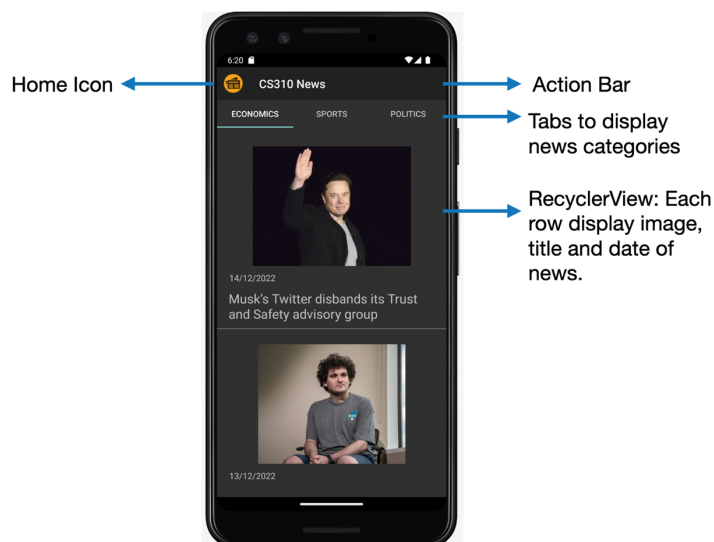 6:20
Home Icon
CS310 News
Action Bar
ECONOMICS SPORTS POLITICS
Tabs to display
news categories
RecyclerView: Each
row display image,
title and date of
news.
14/12/2022
Musk's Twitter disbands its Trust
and Safety advisory group
13/12/2022